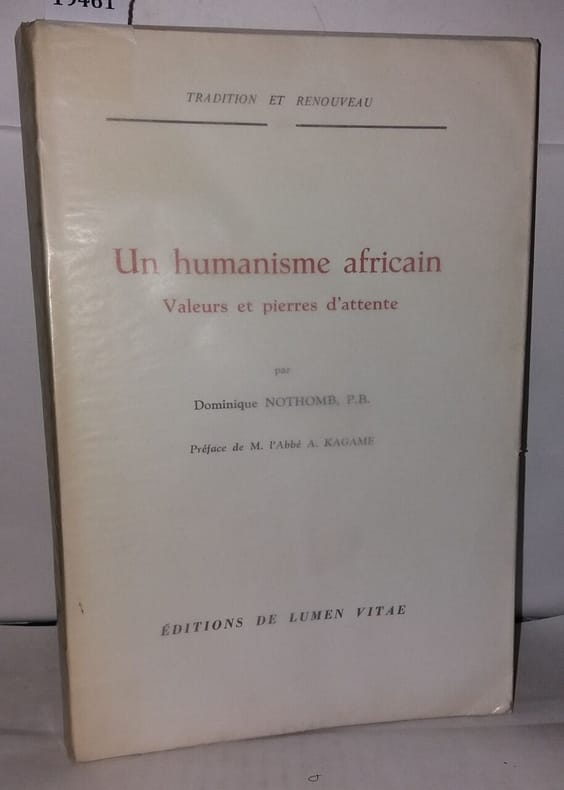 19461
TRADITION ET RENOUVEAU
Un humanisme africain
Valeurs et pierres d'attente
par
Dominique NOTHOMB, P.B.
Préface de M. l'Abbé A. KAGAME
ÉDITIONS DE LUMEN VITAE